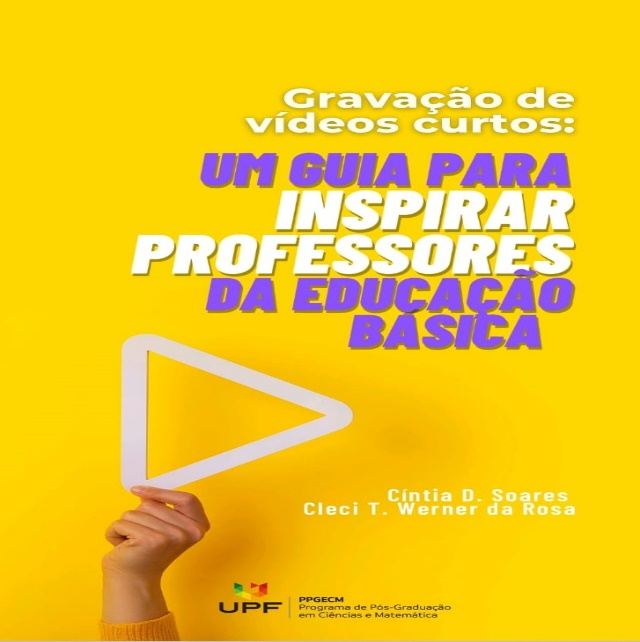 Gravação de
vídeos curtos:
UM GUIA PARA
INSPIRAR
PROFESSORES
DA EDUCAÇÃO
BÁSICA
Cíntia D. Soares
Cleci T. Werner da Rosa
UPF
PPGECM
Programa de Pós-Graduação
em Ciências e Matemática